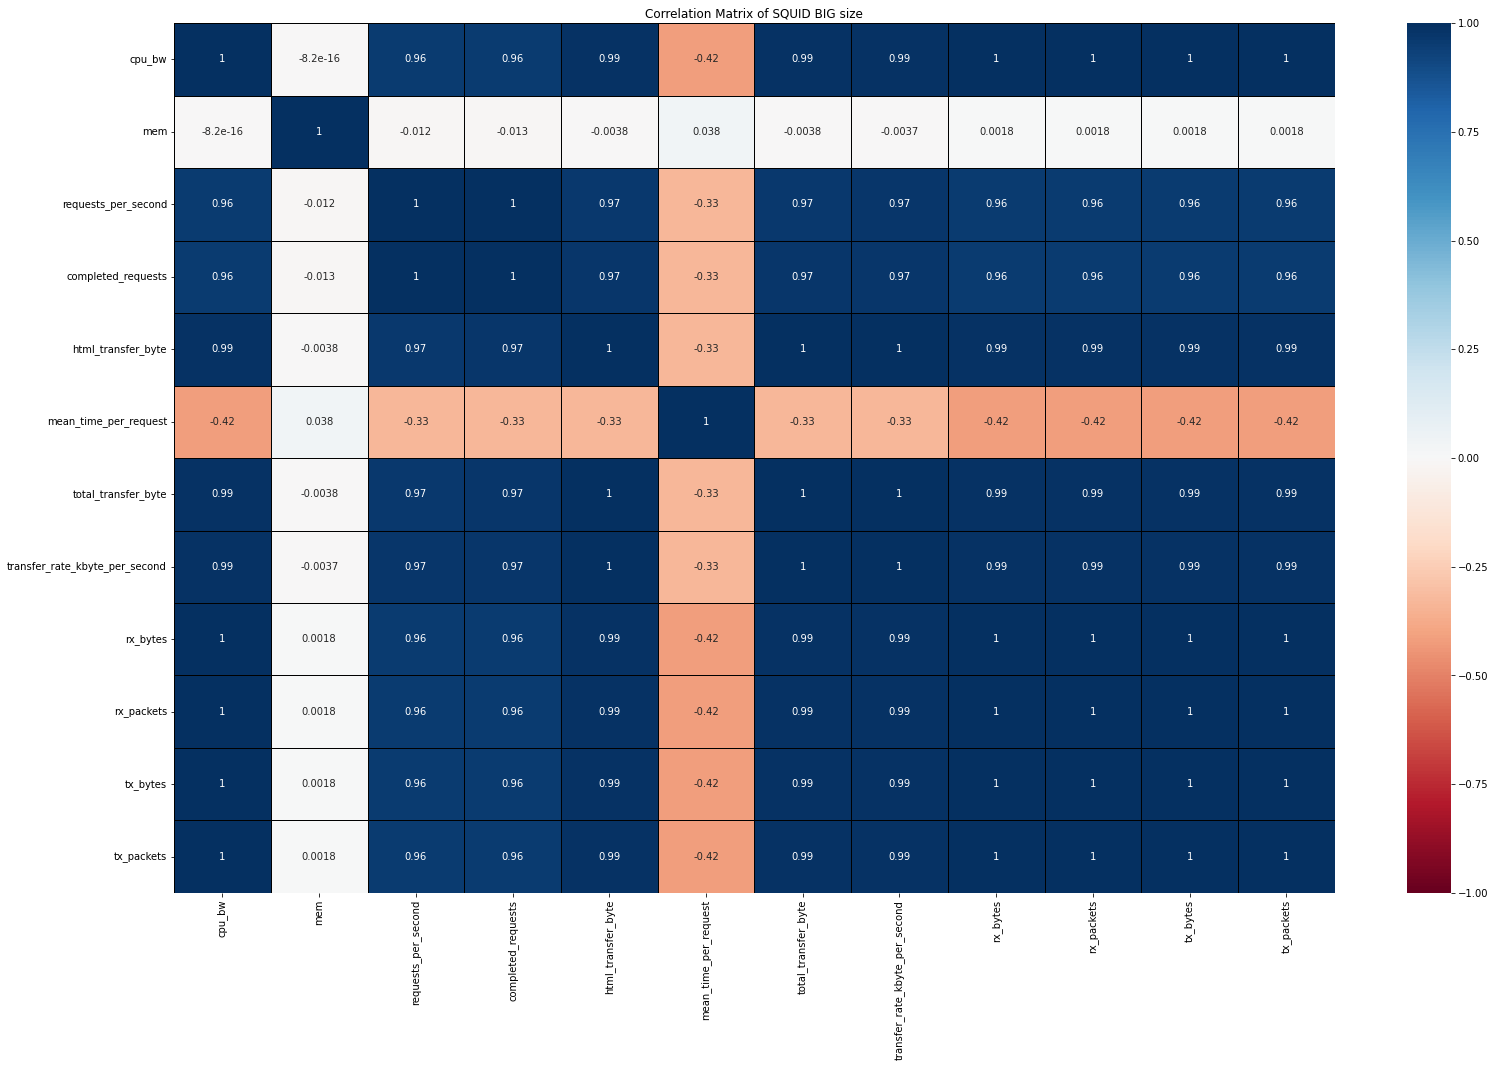 Correlation Matrix of SQUID BIG size
cpu_bw 1 -8.2e-16 0.96 0.96 0.99 -0.42 0.99 0.99 1 1 1 1
mem -8.2e-16 1 -0.012 -0.013 -0.0038 0.038 -0.0038 -0.0037 0.0018 0.0018 0.0018 0.0018
requests_per_second 0.96 -0.012 1 1 0.97 -0.33 0.97 0.97 0.96 0.96 0.96 0.96
completed_requests 0.96 -0.013 1 1 0.97 -0.33 0.97 0.97 0.96 0.96 0.96 0.96
html_transfer_byte 0.99 -0.0038 0.97 0.97 1 -0.33 1 1 0.99 0.99 0.99 0.99
mean_time_per_request -0.42 0.038 -0.33 -0.33 -0.33 1 -0.33 -0.33 -0.42 -0.42 -0.42 -0.42
total_transfer_byte 0.99 -0.0038 0.97 0.97 1 -0.33 1 1 0.99 0.99 0.99 0.99
transfer_rate_kbyte_per_second 0.99 -0.0037 0.97 0.97 1 -0.33 1 1 0.99 0.99 0.99 0.99
rx_bytes 1 0.0018 0.96 0.96 0.99 -0.42 0.99 0.99 1 1 1 1
rx_packets 1 0.0018 0.96 0.96 0.99 -0.42 0.99 0.99 1 1 1 1
tx_bytes 1 0.0018 0.96 0.96 0.99 -0.42 0.99 0.99 1 1 1 1
tx_packets 1 0.0018 0.96 0.96 0.99 -0.42 0.99 0.99 1 1 1 1
cpu_bw
mem
requests_per_second
completed_requests
html_transfer_byte
mean_time_per_request
total_transfer_byte
transfer_rate_kbyte_per_second
rx_bytes
rx_packets
tx_bytes
tx_packets
1.00
0.75
0.50
0.25
0.00
−0.25
−0.50
−0.75
−1.00